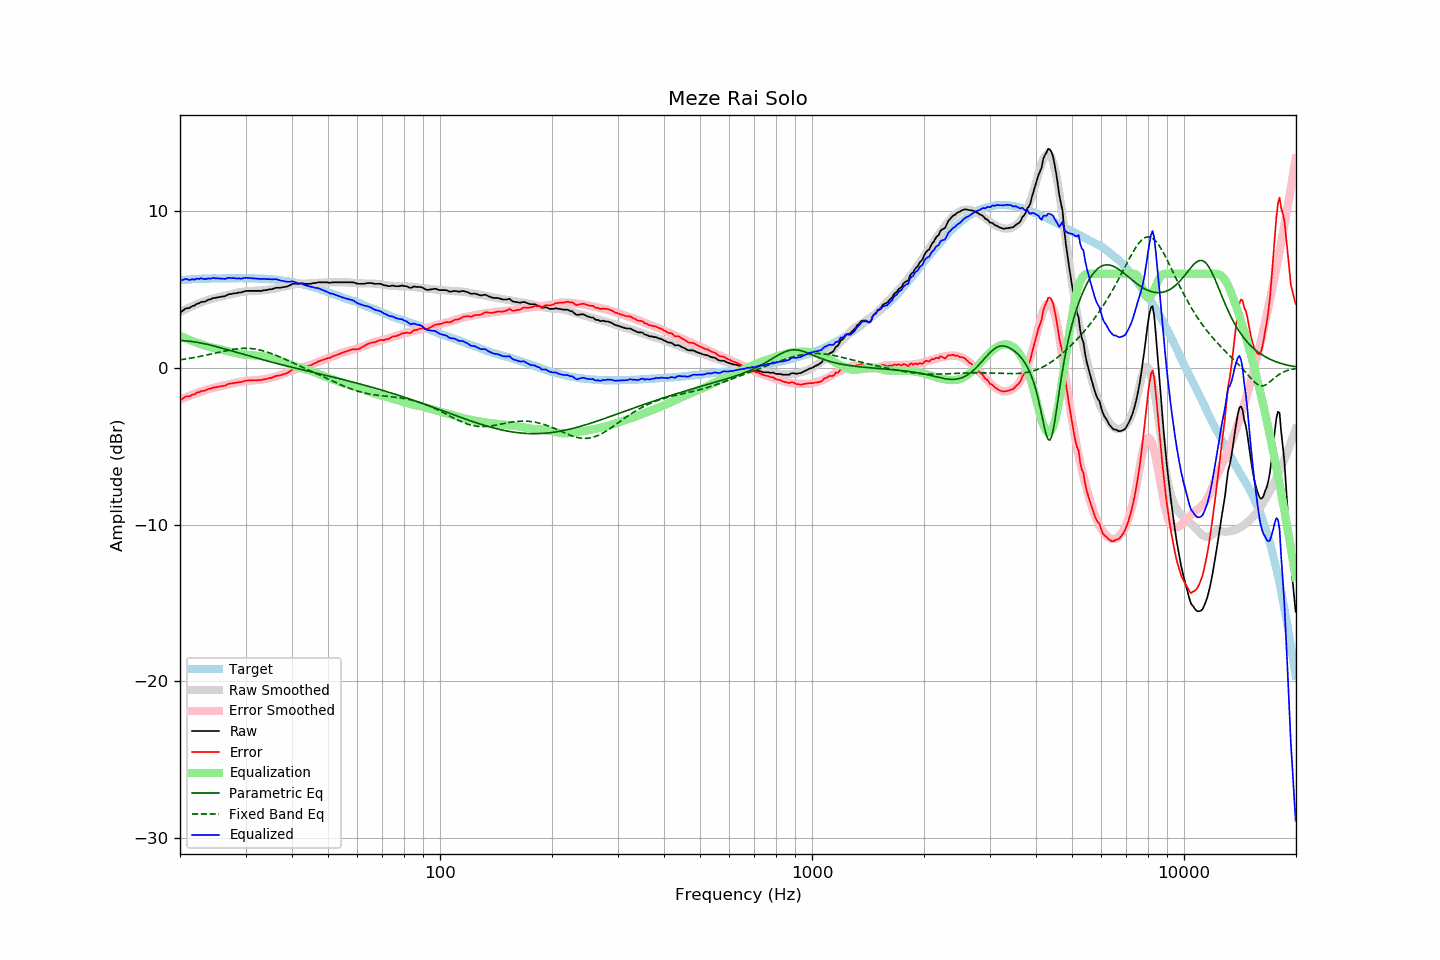 Meze Rai Solo
Amplitude (dBr)
10
0
−10
−20
−30
Target
Raw Smoothed
Error Smoothed
Raw
Error
Equalization
Parametric Eq
Fixed Band Eq
Equalized
100
1000
10000
Frequency (Hz)